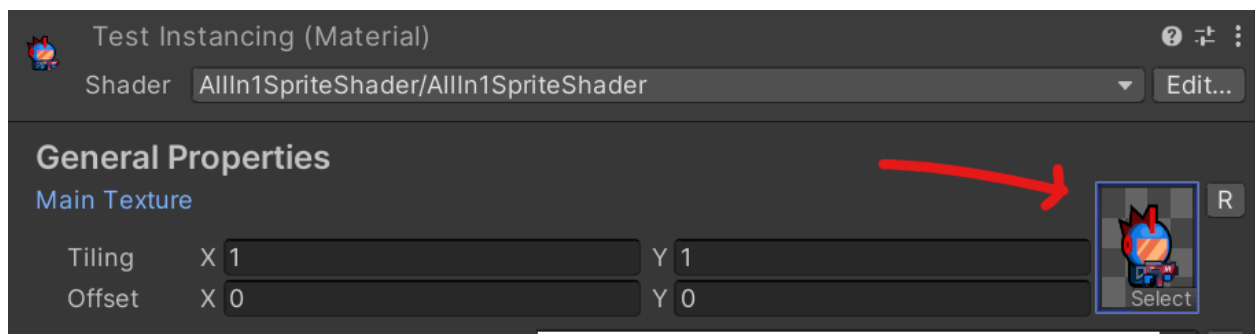 Test Instancing (Material)
Shader AllIn1SpriteShader/AllIn1SpriteShader Edit...
General Properties
Main Texture R
Tiling X 1 Y 1
Offset X 0 Y 0 Select